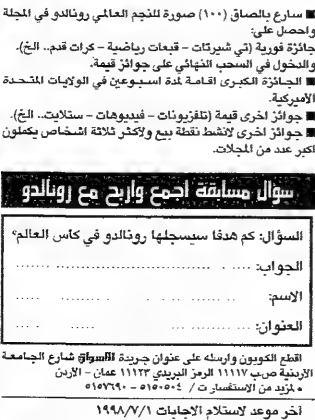 ■ سارع بالصاق (١٠٠) صورة للنجم العالمي رونالدو في المجلة
واحصل على:
جائزة فورية (تي شيرتات - قبعات رياضية - كرات قدم.. الخ).
والدخول في السحب النهائي على جوائز قيمة.
■ الجائزة الكبرى اقامة لمدة اسبوعين في الولايات المتحدة
الاميركية.
■ جوائز اخرى قيمة (تلفزيونات - فيديوهات - ستلايت.. الخ).
■ جوائز اخرى لانشط نقطة بيع ولاكثر ثلاثة اشخاص يكملون
اكبر عدد من المجلات.
سؤال مسابقة اجمع واربح مع رونالدو
السؤال: كم هدفا سيسجلها رونالدو في كاس العالم؟
الجواب:
الاسم:
العنوان:
اقطع الكوبون وارسله على عنوان جريدة الأسواق شارع الجامعة
الأردنية ص.ب ١١١١٧ الرمز البريدي ١١١٢٣ عمان - الأردن
• لمزيد من الاستفسار ت / ٥١٥٠٥٠٤ - ٥١٥٧٦٩٠
آخر موعد لاستلام الاجابات ١٩٩٨/٧/١